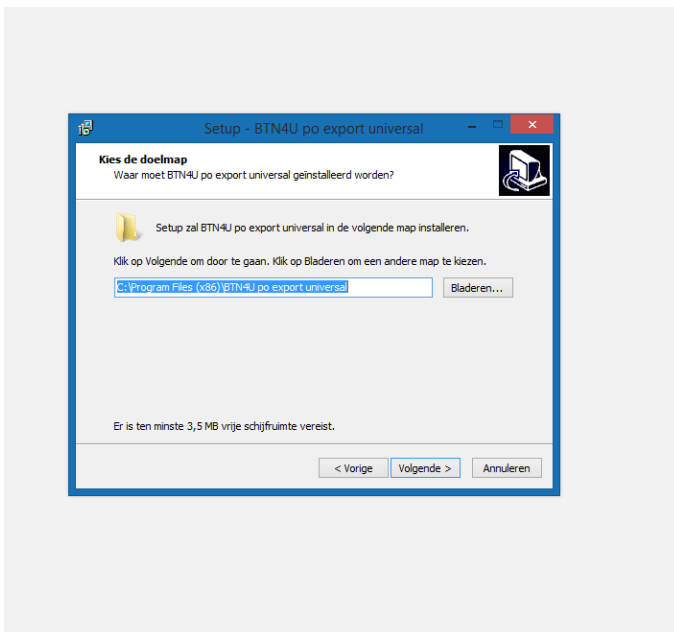 Setup - BTN4U po export universal
Kies de doelmap
Waar moet BTN4U po export universal geïnstalleerd worden?
Setup zal BTN4U po export universal in de volgende map installeren.
Klik op Volgende om door te gaan. Klik op Bladeren om een andere map te kiezen.
C:\Program Files (x86)\BTN4U po export universal
Bladeren...
Er is ten minste 3,5 MB vrije schijfruimte vereist.
< Vorige
Volgende >
Annuleren